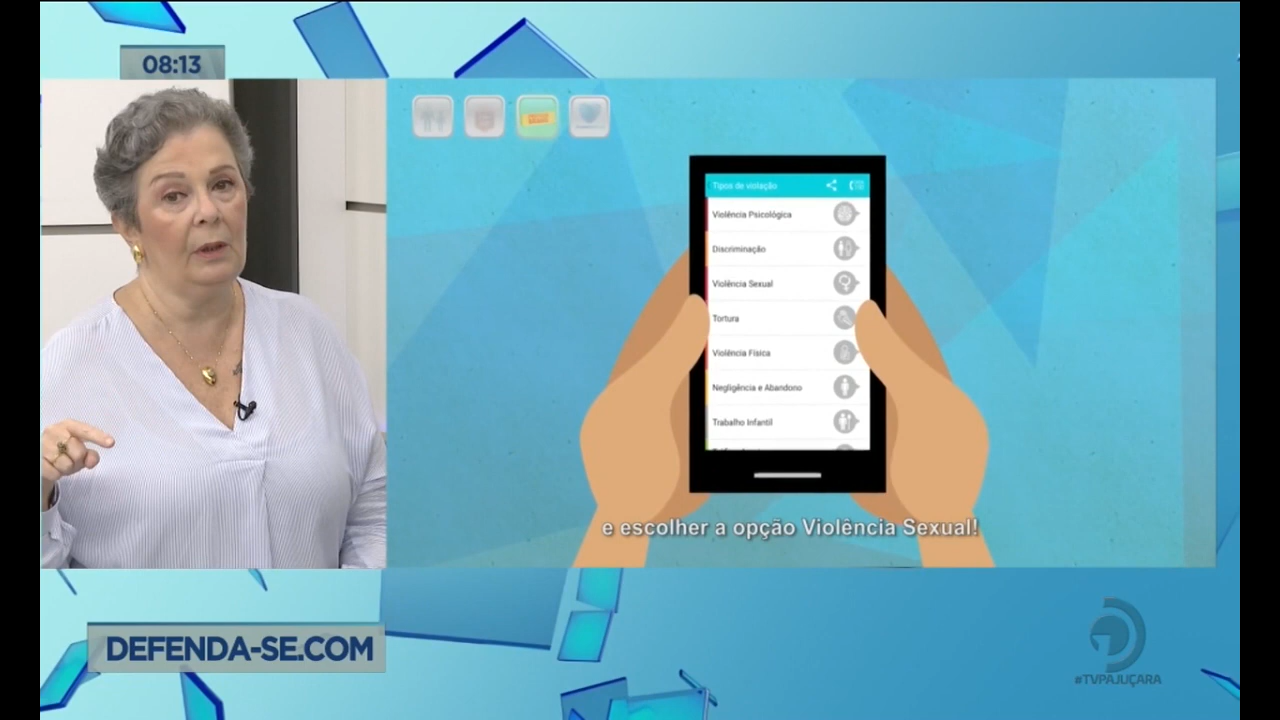 08:13
Tipos de violação
Violência Psicológica
Discriminação
Violência Sexual
Tortura
Violência Física
Negligência e Abandono
Trabalho Infantil
e escolher a opção Violência Sexual!
DEFENDA-SE.COM
#TVPAJUÇARA